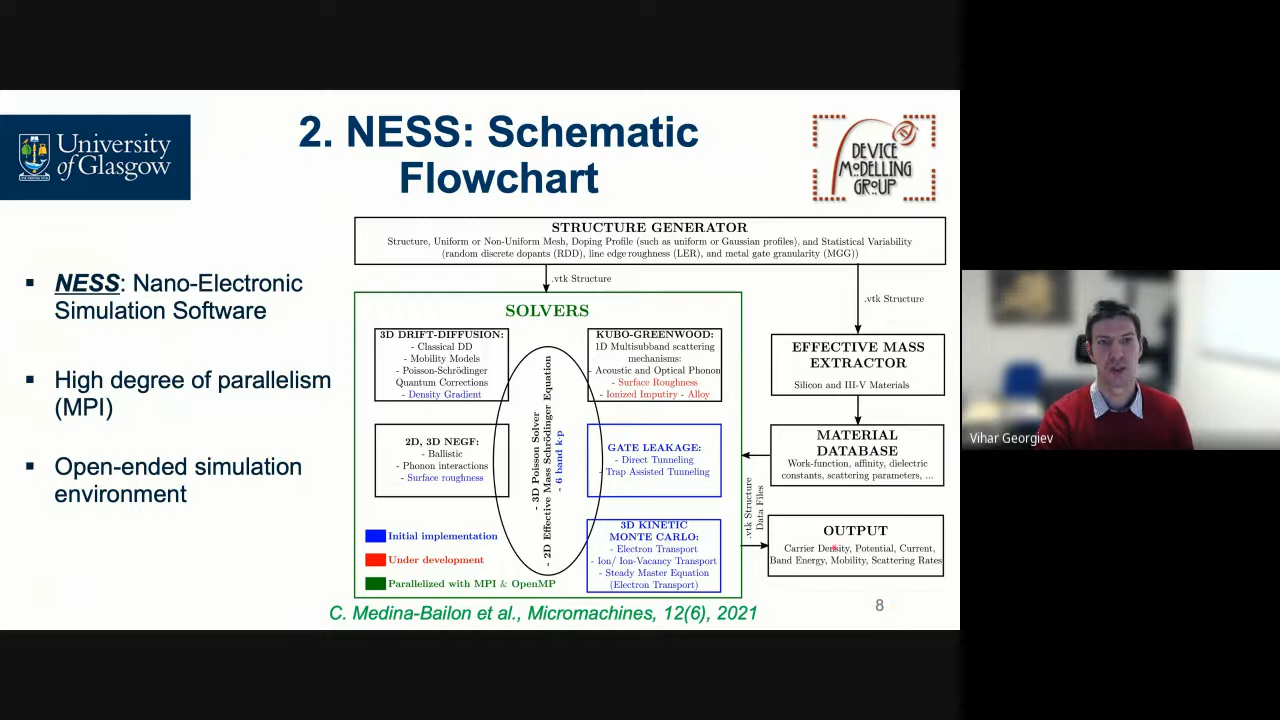 University
of Glasgow
2. NESS: Schematic
Flowchart
DEVICE
MODELLING
GROUP
▪ NESS: Nano-Electronic
Simulation Software
▪ High degree of parallelism
(MPI)
▪ Open-ended simulation
environment
STRUCTURE GENERATOR
Structure, Uniform or Non-Uniform Mesh, Doping Profile (such as uniform or Gaussian profiles), and Statistical Variability
(random discrete dopants (RDD), line edge roughness (LER), and metal gate granularity (MGG))
.vtk Structure
.vtk Structure
SOLVERS
3D DRIFT-DIFFUSION:
- Classical DD
- Mobility Models
- Poisson-Schrödinger
Quantum Corrections
- Density Gradient
KUBO-GREENWOOD:
1D Multisubband scattering
mechanisms:
- Acoustic and Optical Phonon
- Surface Roughness
- Ionized Imputiry - Alloy
2D, 3D NEGF:
- Ballistic
- Phonon interactions
- Surface roughness
- 3D Poisson Solver
- 2D Effective Mass Schrödinger Equation
- 6 band k·p
GATE LEAKAGE:
- Direct Tunneling
- Trap Assisted Tunneling
3D KINETIC
MONTE CARLO:
- Electron Transport
- Ion/ Ion-Vacancy Transport
- Steady Master Equation
(Electron Transport)
Initial implementation
Under development
Parallelized with MPI & OpenMP
EFFECTIVE MASS
EXTRACTOR
Silicon and III-V Materials
MATERIAL
DATABASE
Work-function, affinity, dielectric
constants, scattering parameters, ...
.vtk Structure
Data Files
OUTPUT
Carrier Density, Potential, Current,
Band Energy, Mobility, Scattering Rates
C. Medina-Bailon et al., Micromachines, 12(6), 2021
8
Vihar Georgiev